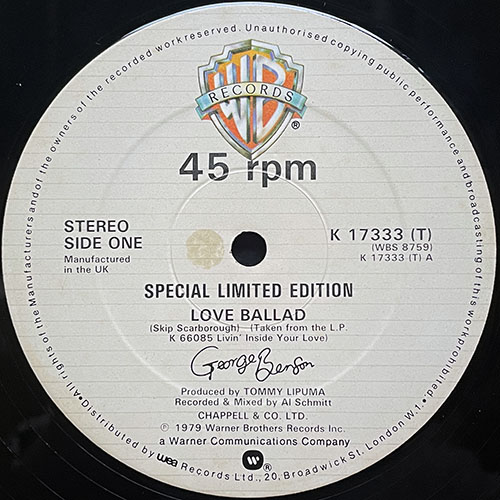 All rights of the Manufacturers and of the owners of the recorded work reserved. Unauthorised copying public performance and broadcasting of this work prohibited.
WB
RECORDS
®
45 rpm
STEREO
SIDE ONE
Manufactured
in the UK
K 17333 (T)
(WBS 8759)
K 17333 (T) A
SPECIAL LIMITED EDITION
LOVE BALLAD
(Skip Scarborough) (Taken from the L.P.
K 66085 Livin' Inside Your Love)
George Benson
Produced by TOMMY LIPUMA
Recorded & Mixed by Al Schmitt
CHAPPELL & CO. LTD.
℗ 1979 Warner Brothers Records Inc.
a Warner Communications Company
®
•Distributed by wea Records Ltd., 20, Broadwick St. London W.1.•